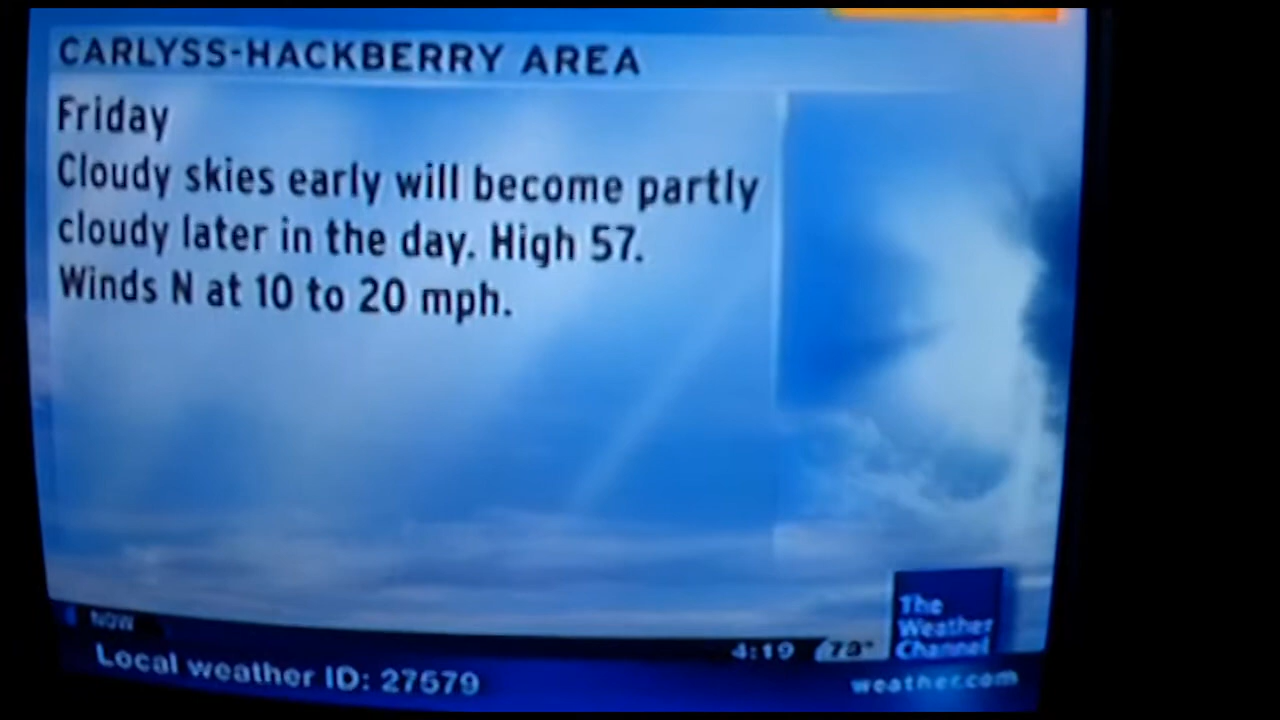 CARLYSS-HACKBERRY AREA
Friday
Cloudy skies early will become partly
cloudy later in the day. High 57.
Winds N at 10 to 20 mph.
NOW
4:19
The
Weather
Channel
Local weather ID: 27579
weather.com